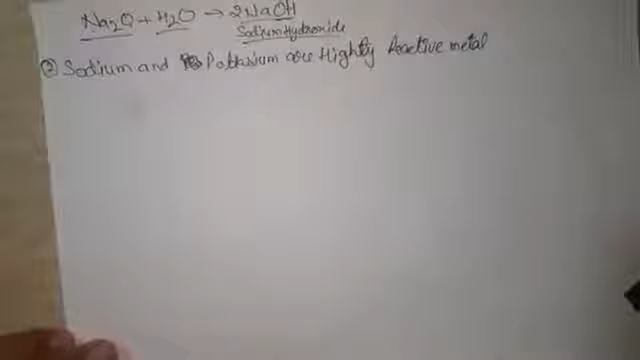 Na₂O + H₂O → 2NaOH
Sodium Hydroxide
② Sodium and Potassium are Highly Reactive metal